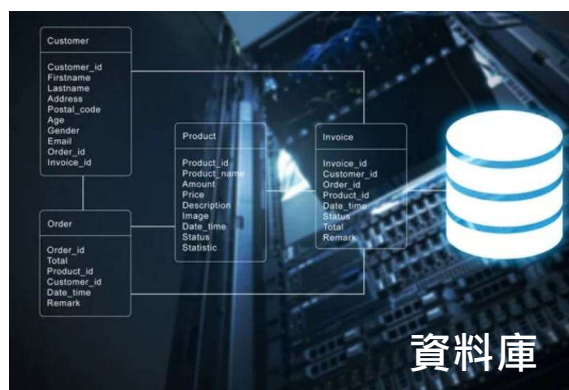 Customer
Customer_id
Firstname
Lastname
Address
Postal_code
Age
Gender
Email
Order_id
Invoice_id
Product
Product_id
Product_name
Amount
Price
Description
Image
Date_time
Status
Statistic
Invoice
Invoice_id
Customer_id
Order_id
Product_id
Date_time
Status
Total
Remark
Order
Order_id
Total
Product_id
Customer_id
Date_time
Remark
資料庫